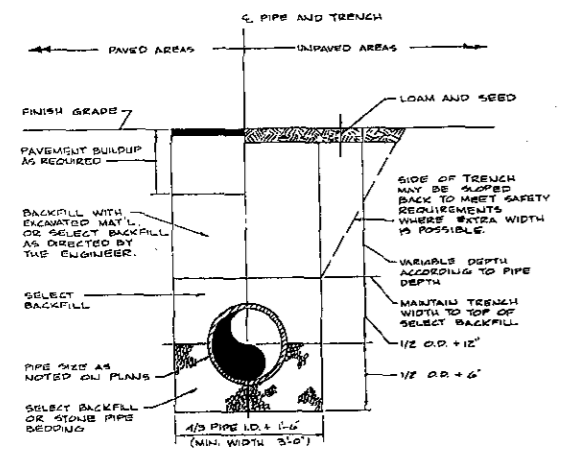 ℄ PIPE AND TRENCH
PAVED AREAS
UNPAVED AREAS
LOAM AND SEED
FINISH GRADE
PAVEMENT BUILDUP
AS REQUIRED
SIDE OF TRENCH
MAY BE SLOPED
BACK TO MEET SAFETY
REQUIREMENTS
WHERE EXTRA WIDTH
IS POSSIBLE.
BACKFILL WITH
EXCAVATED MAT'L.
OR SELECT BACKFILL
AS DIRECTED BY
THE ENGINEER.
VARIABLE DEPTH
ACCORDING TO PIPE
DEPTH
SELECT
BACKFILL
MAINTAIN TRENCH
WIDTH TO TOP OF
SELECT BACKFILL
1/2 O.D. + 12"
PIPE SIZE AS
NOTED ON PLANS
1/2 O.D. + 6"
SELECT BACKFILL
OR STONE PIPE
BEDDING
4/3 PIPE I.D. + 1'-6"
(MIN. WIDTH 3'-0")